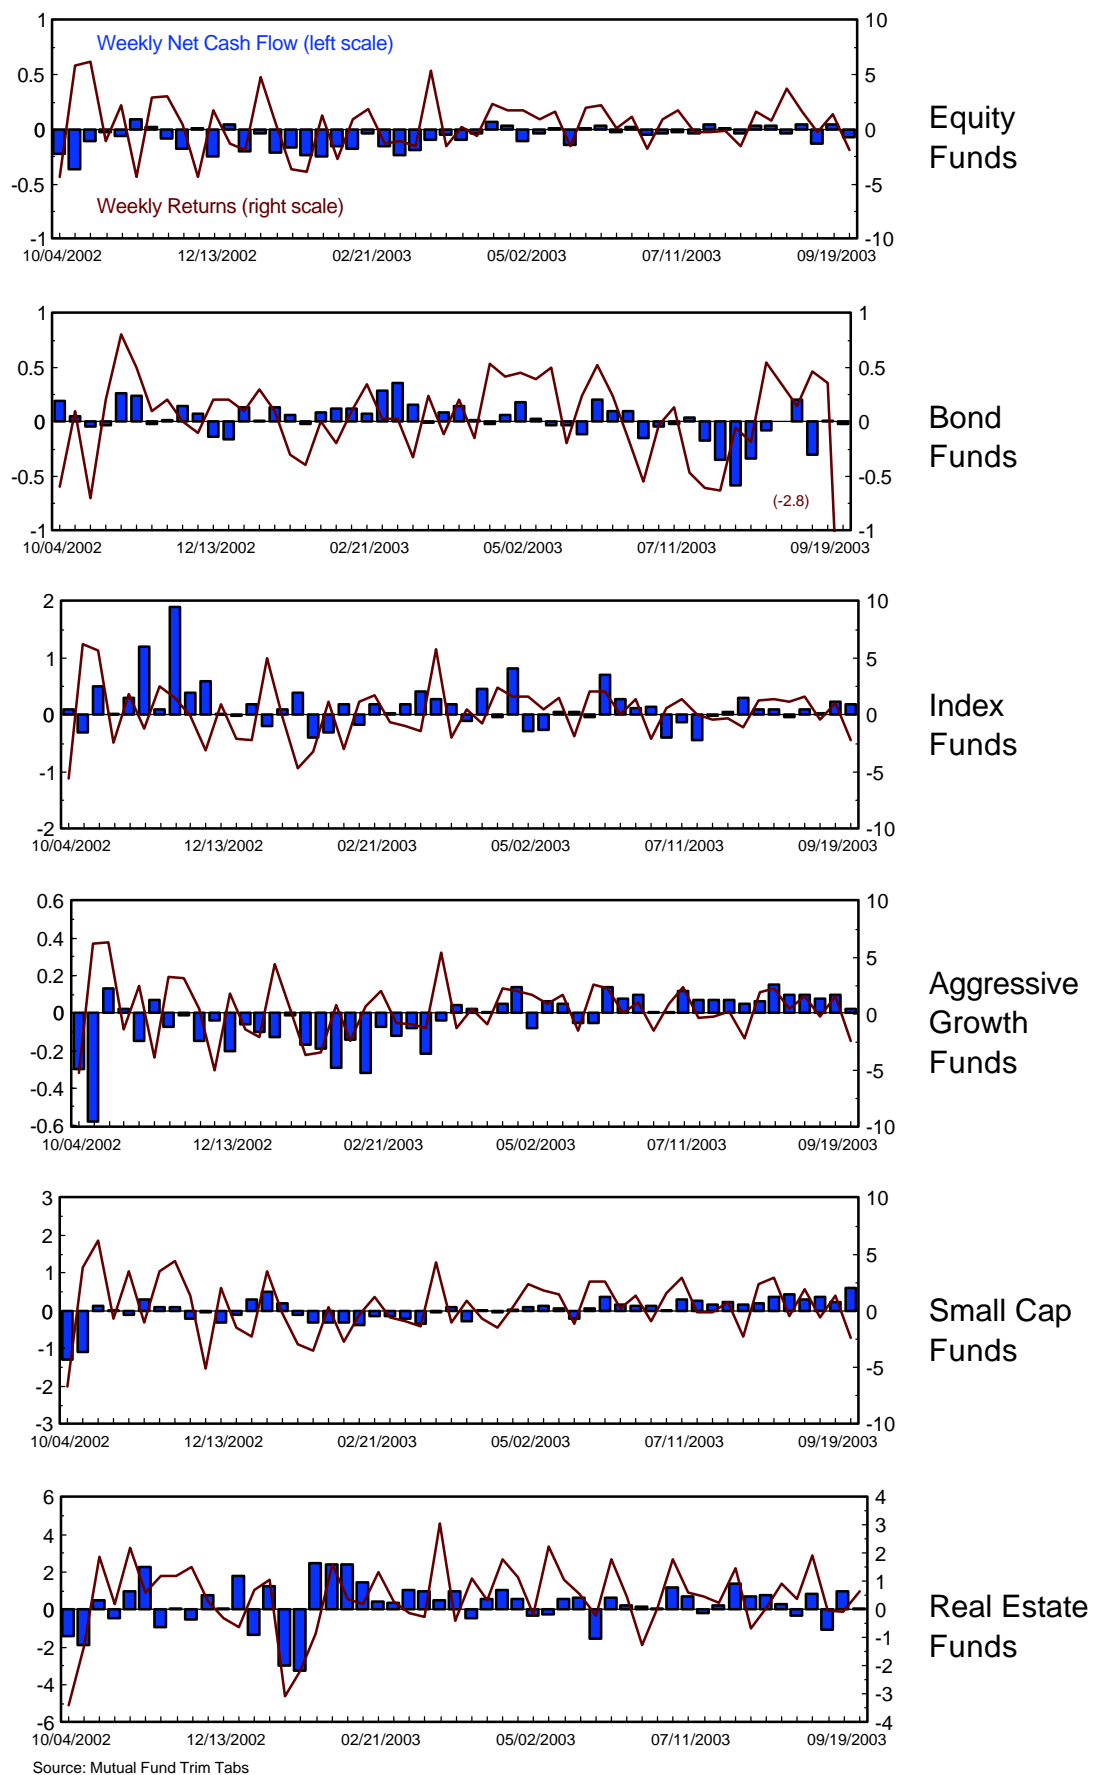 1 10
Weekly Net Cash Flow (left scale)
0.5 5
0 0
Equity
Funds
-0.5 -5
Weekly Returns (right scale)
-1 -10
10/04/2002 12/13/2002 02/21/2003 05/02/2003 07/11/2003 09/19/2003
1 1
0.5 0.5
0 0
Bond
Funds
-0.5 -0.5
(-2.8)
-1 -1
10/04/2002 12/13/2002 02/21/2003 05/02/2003 07/11/2003 09/19/2003
2 10
1 5
0 0
Index
Funds
-1 -5
-2 -10
10/04/2002 12/13/2002 02/21/2003 05/02/2003 07/11/2003 09/19/2003
0.6 10
0.4
0.2 5
0 0
Aggressive
Growth
Funds
-0.2
-0.4 -5
-0.6 -10
10/04/2002 12/13/2002 02/21/2003 05/02/2003 07/11/2003 09/19/2003
3 10
2
1 5
0 0
Small Cap
Funds
-1
-2 -5
-3 -10
10/04/2002 12/13/2002 02/21/2003 05/02/2003 07/11/2003 09/19/2003
6 4
3
4
2
2
1
0 0
Real Estate
Funds
-1
-2
-2
-4
-3
-6 -4
10/04/2002 12/13/2002 02/21/2003 05/02/2003 07/11/2003 09/19/2003
Source: Mutual Fund Trim Tabs